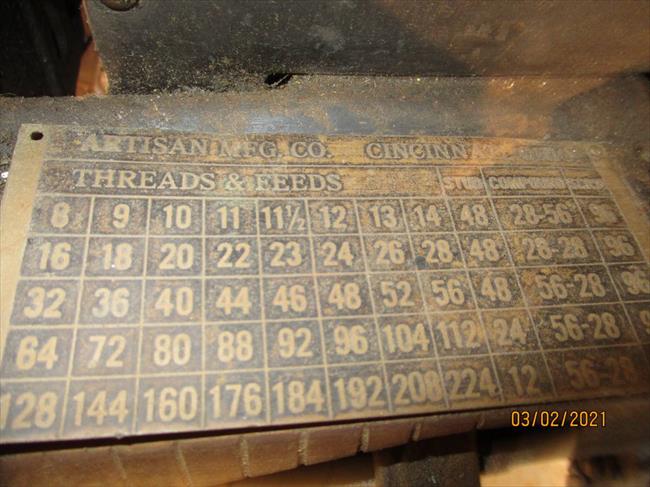 ARTISAN MFG. CO. CINCINNATI
THREADS & FEEDS STUD COMPOUND SCREW
8 9 10 11 11½ 12 13 14 48 28-56 96
16 18 20 22 23 24 26 28 48 28-28 96
32 36 40 44 46 48 52 56 48 56-28 96
64 72 80 88 92 96 104 112 24 56-28
128 144 160 176 184 192 208 224 12 56-28
03/02/2021